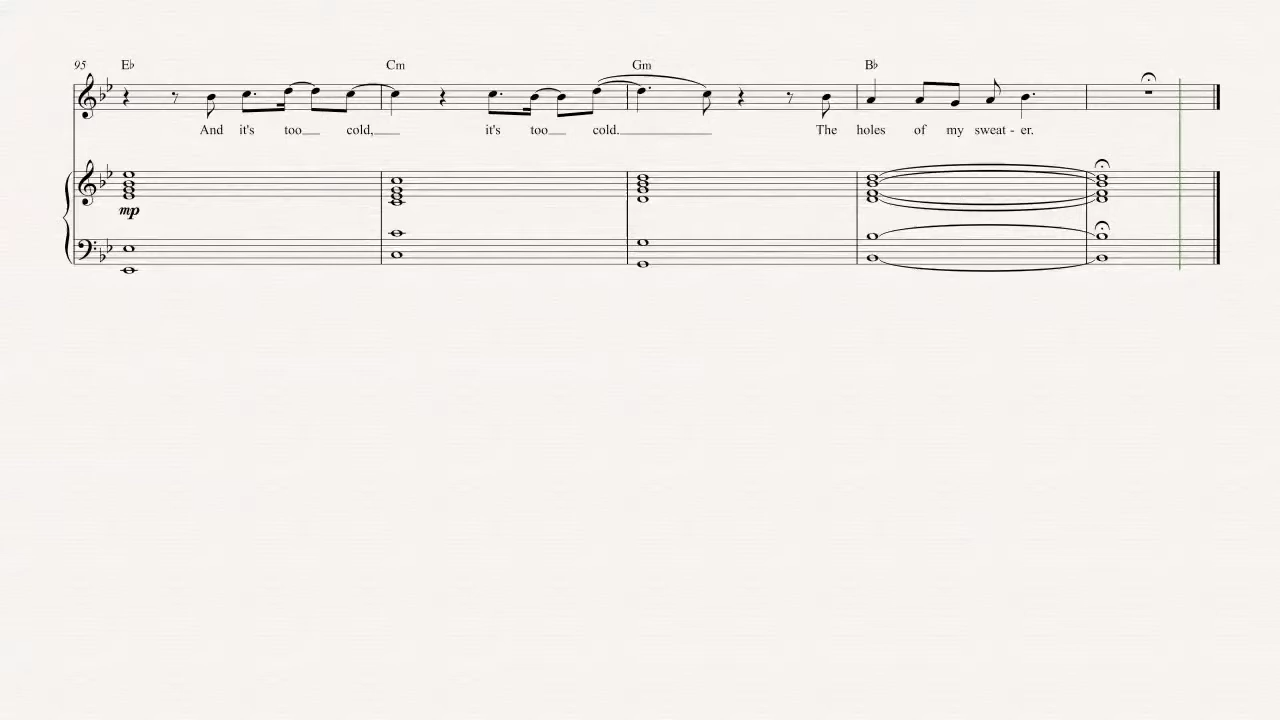 95 E♭ Cm Gm B♭
And it's too cold, it's too cold. The holes of my sweat - er.
mp